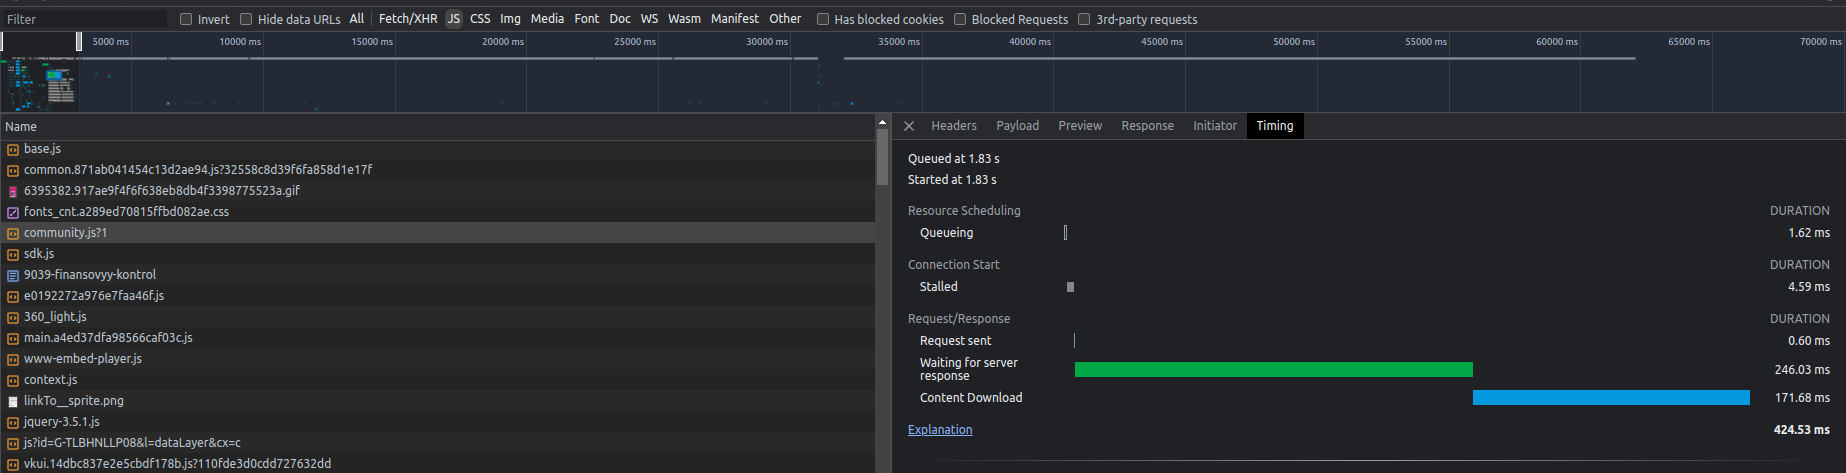 Filter Invert Hide data URLs All Fetch/XHR JS CSS Img Media Font Doc WS Wasm Manifest Other Has blocked cookies Blocked Requests 3rd-party requests
5000 ms 10000 ms 15000 ms 20000 ms 25000 ms 30000 ms 35000 ms 40000 ms 45000 ms 50000 ms 55000 ms 60000 ms 65000 ms 70000 ms
Name
base.js
common.871ab041454c13d2ae94.js?32558c8d39f6fa858d1e17f
6395382.917ae9f4f6f638eb8db4f3398775523a.gif
fonts_cnt.a289ed70815ffbd082ae.css
community.js?1
sdk.js
9039-finansovyy-kontrol
e0192272a976e7faa46f.js
360_light.js
main.a4ed37dfa98566caf03c.js
www-embed-player.js
context.js
linkTo__sprite.png
jquery-3.5.1.js
js?id=G-TLBHNLLP08&l=dataLayer&cx=c
vkui.14dbc837e2e5cbdf178b.js?110fde3d0cdd727632dd
Headers Payload Preview Response Initiator Timing
Queued at 1.83 s
Started at 1.83 s
Resource Scheduling DURATION
Queueing 1.62 ms
Connection Start DURATION
Stalled 4.59 ms
Request/Response DURATION
Request sent 0.60 ms
Waiting for server
response 246.03 ms
Content Download 171.68 ms
Explanation 424.53 ms